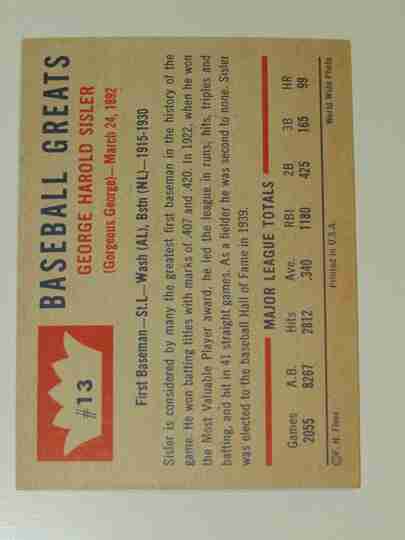 #13
BASEBALL GREATS
GEORGE HAROLD SISLER
(Gorgeous George)—March 24, 1892
First Baseman—St.L—Wash (AL), Bstn (NL)—1915-1930
Sisler is considered by many the greatest first baseman in the history of the
game. He won batting titles with marks of .407 and .420. In 1922, when he won
the Most Valuable Player award, he led the league in runs, hits, triples and
batting, and hit in 41 straight games. As a fielder he was second to none. Sisler
was elected to the baseball Hall of Fame in 1939.
MAJOR LEAGUE TOTALS
Games A.B. Hits Ave. RBI 2B 3B HR
2055 8267 2812 .340 1180 425 165 99
©F. H. Fleer Printed in U.S.A. World Wide Photo